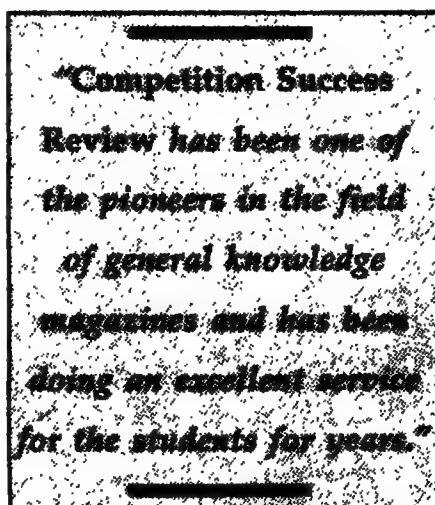 "Competition Success
Review has been one of
the pioneers in the field
of general knowledge
magazines and has been
doing an excellent service
for the students for years."